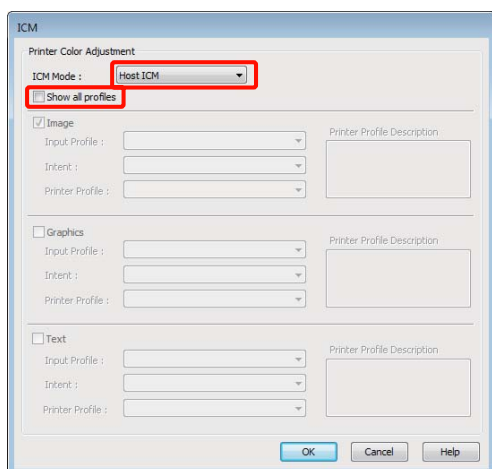 ICM
Printer Color Adjustment
ICM Mode : Host ICM
Show all profiles
Image
Input Profile : Printer Profile Description
Intent :
Printer Profile :
Graphics
Input Profile : Printer Profile Description
Intent :
Printer Profile :
Text
Input Profile : Printer Profile Description
Intent :
Printer Profile :
OK Cancel Help